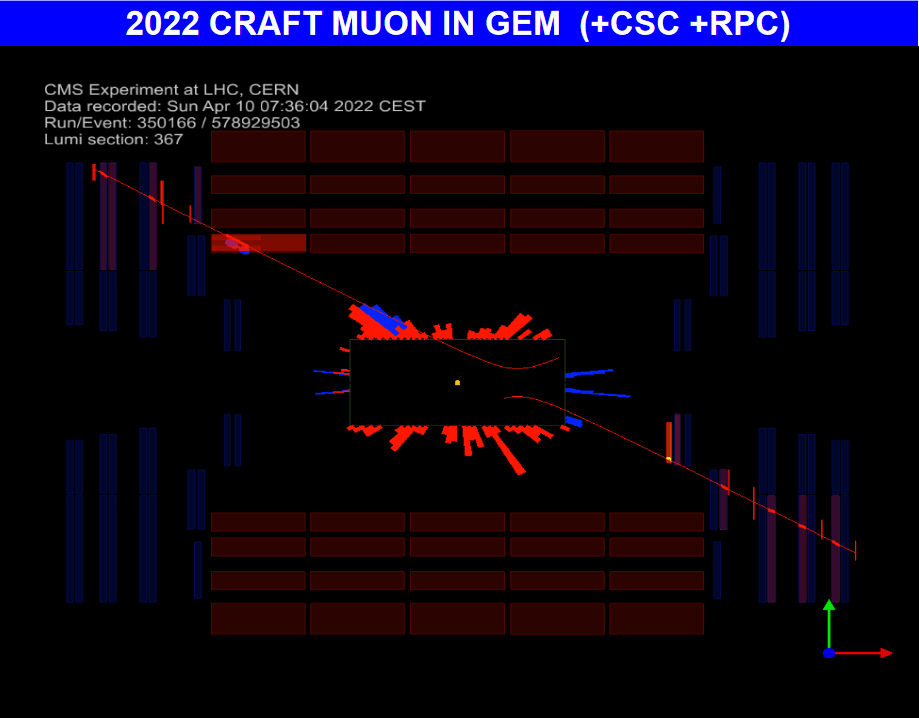 2022 CRAFT MUON IN GEM (+CSC +RPC)
CMS Experiment at LHC, CERN
Data recorded: Sun Apr 10 07:36:04 2022 CEST
Run/Event: 350166 / 578929503
Lumi section: 367